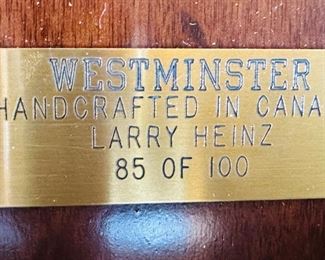 WESTMINSTER
HANDCRAFTED IN CANA
LARRY HEINZ
85 OF 100